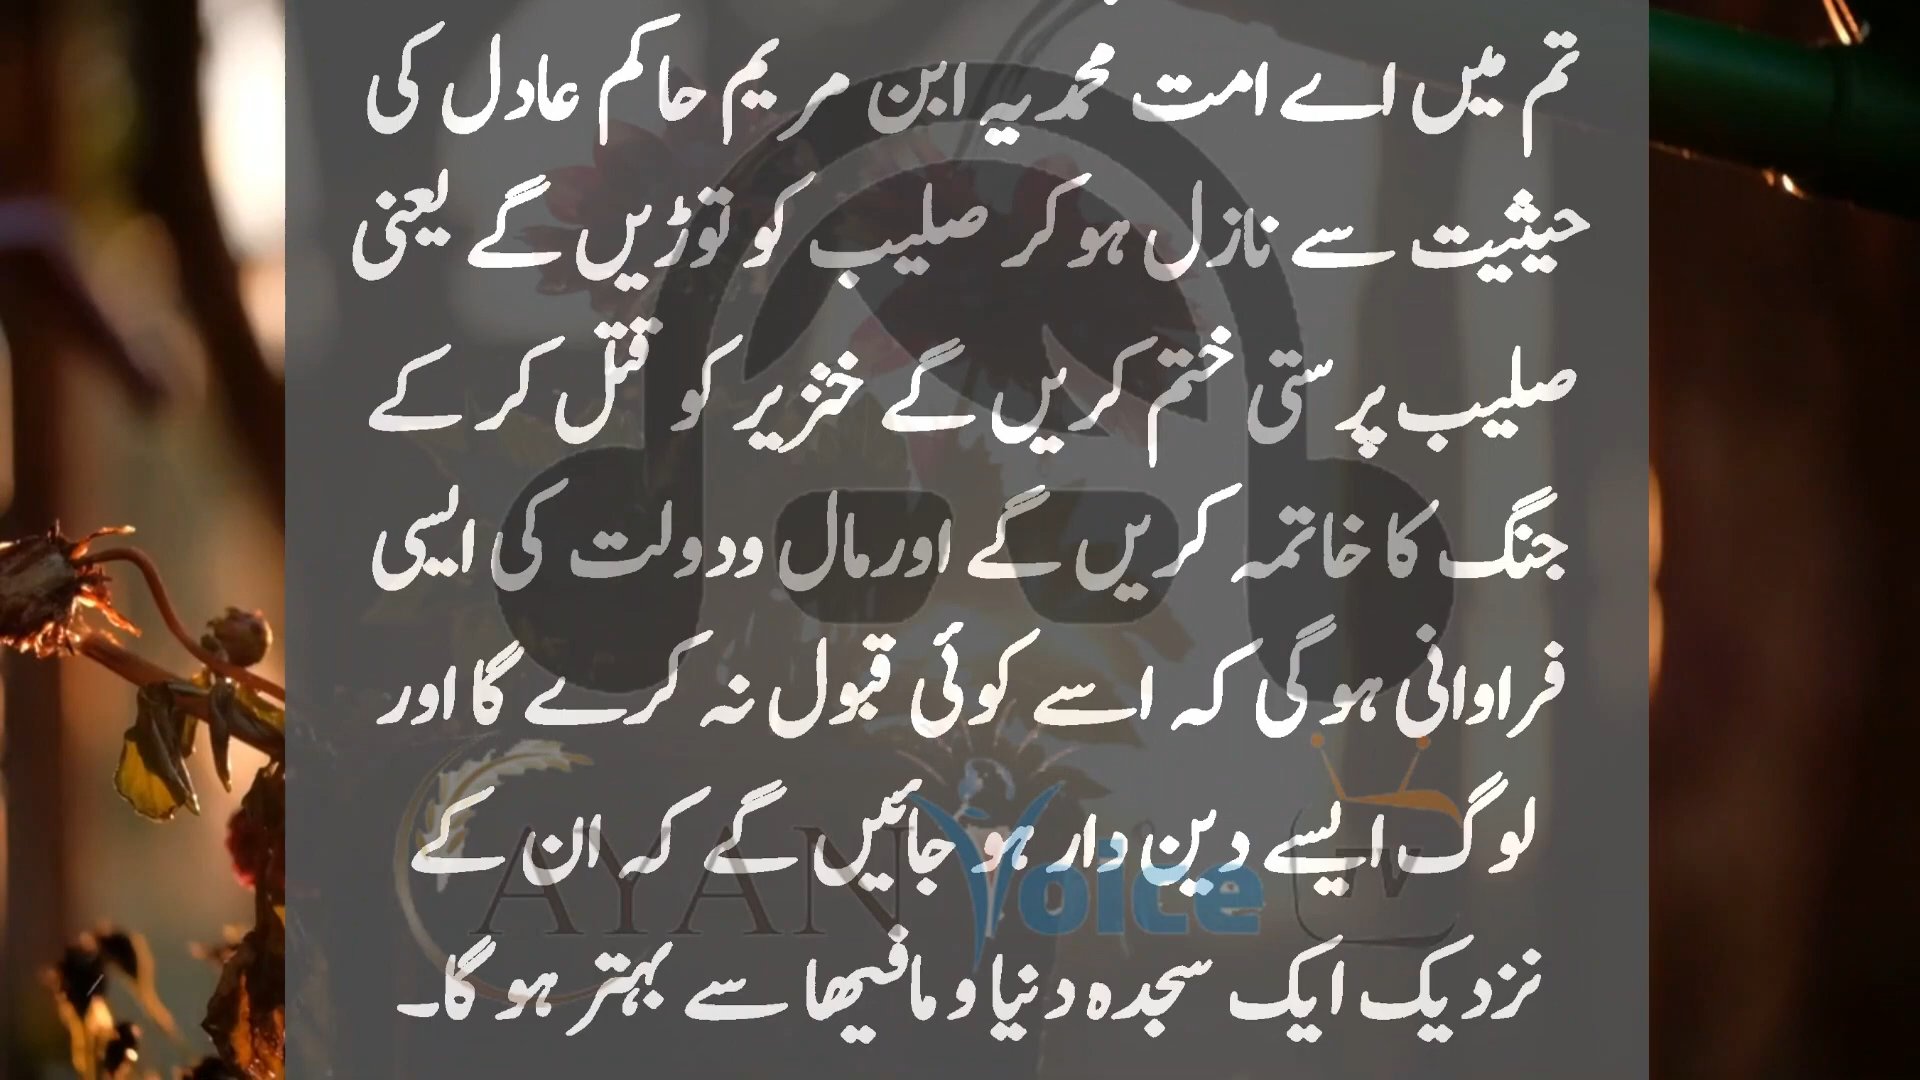 تم میں اے امت محمدیہ ابن مریم حاکم عادل کی
حیثیت سے نازل ہو کر صلیب کو توڑیں گے یعنی
صلیب پرستی ختم کریں گے خنزیر کو قتل کر کے
جنگ کا خاتمہ کریں گے اور مال و دولت کی ایسی
فراوانی ہو گی کہ اسے کوئی قبول نہ کرے گا اور
لوگ ایسے دین دار ہو جائیں گے کہ ان کے
نزدیک ایک سجدہ دنیا و مافیھا سے بہتر ہو گا۔
AYAN Voice TV